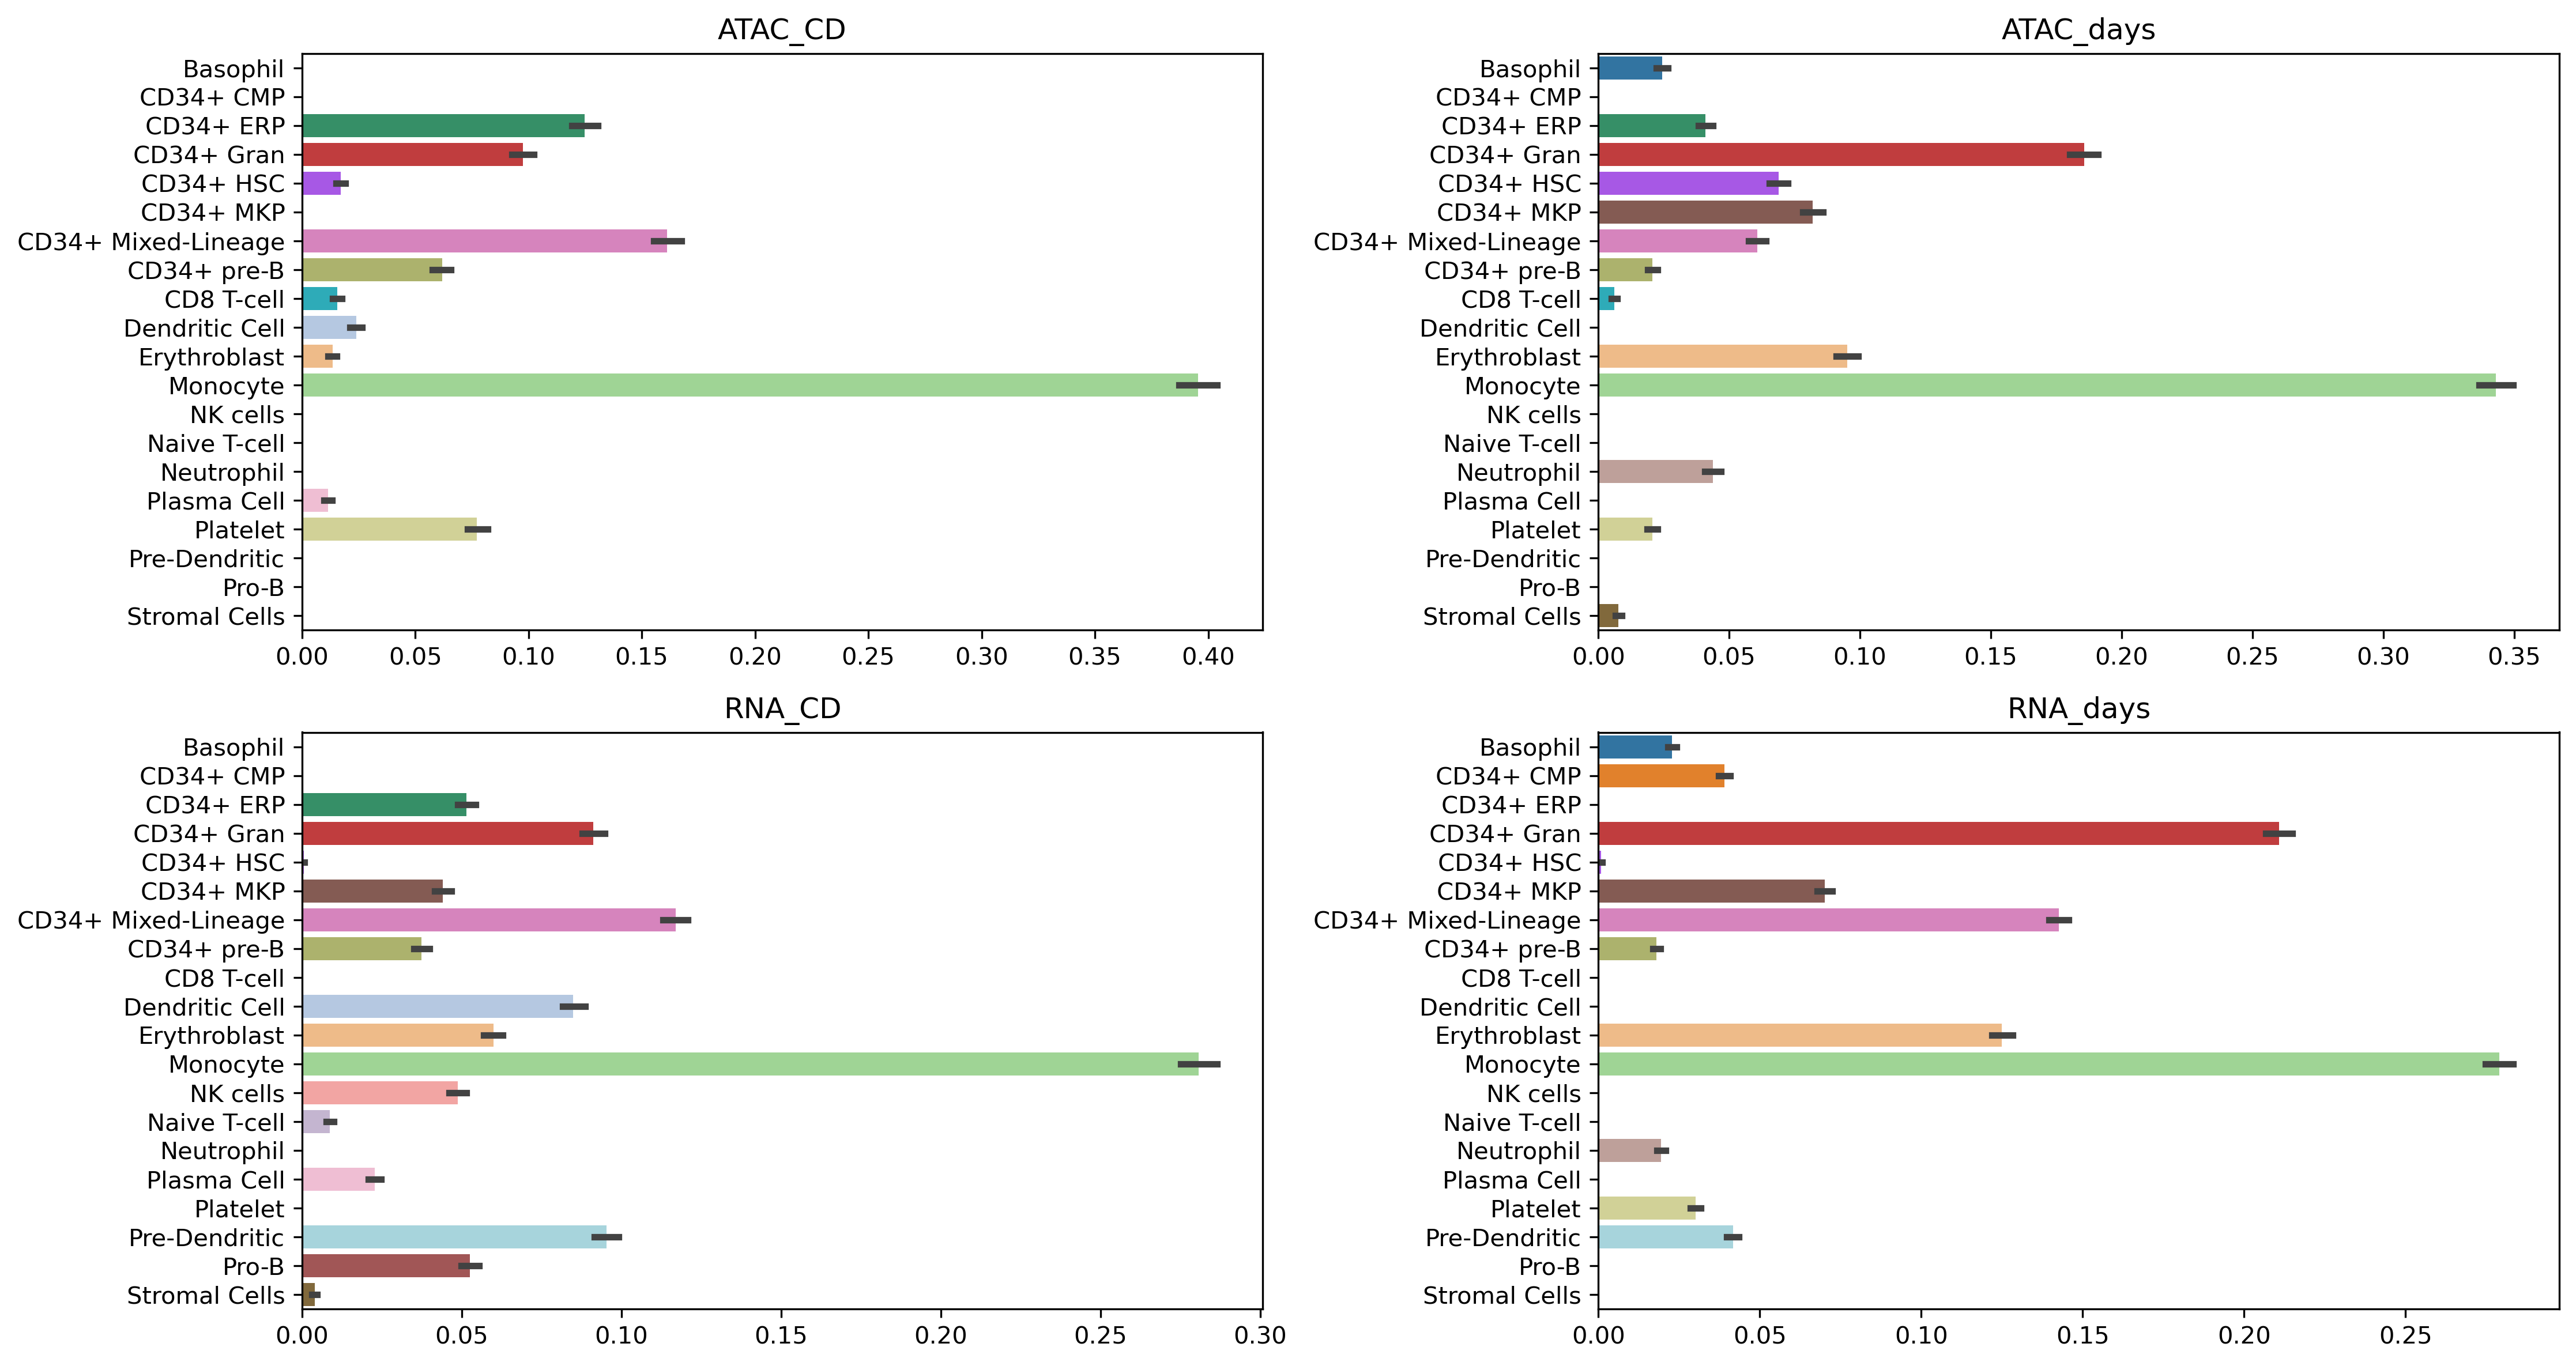 ATAC_CD
Basophil
CD34+ CMP
CD34+ ERP
CD34+ Gran
CD34+ HSC
CD34+ MKP
CD34+ Mixed-Lineage
CD34+ pre-B
CD8 T-cell
Dendritic Cell
Erythroblast
Monocyte
NK cells
Naive T-cell
Neutrophil
Plasma Cell
Platelet
Pre-Dendritic
Pro-B
Stromal Cells
0.00 0.05 0.10 0.15 0.20 0.25 0.30 0.35 0.40
ATAC_days
Basophil
CD34+ CMP
CD34+ ERP
CD34+ Gran
CD34+ HSC
CD34+ MKP
CD34+ Mixed-Lineage
CD34+ pre-B
CD8 T-cell
Dendritic Cell
Erythroblast
Monocyte
NK cells
Naive T-cell
Neutrophil
Plasma Cell
Platelet
Pre-Dendritic
Pro-B
Stromal Cells
0.00 0.05 0.10 0.15 0.20 0.25 0.30 0.35
RNA_CD
Basophil
CD34+ CMP
CD34+ ERP
CD34+ Gran
CD34+ HSC
CD34+ MKP
CD34+ Mixed-Lineage
CD34+ pre-B
CD8 T-cell
Dendritic Cell
Erythroblast
Monocyte
NK cells
Naive T-cell
Neutrophil
Plasma Cell
Platelet
Pre-Dendritic
Pro-B
Stromal Cells
0.00 0.05 0.10 0.15 0.20 0.25 0.30
RNA_days
Basophil
CD34+ CMP
CD34+ ERP
CD34+ Gran
CD34+ HSC
CD34+ MKP
CD34+ Mixed-Lineage
CD34+ pre-B
CD8 T-cell
Dendritic Cell
Erythroblast
Monocyte
NK cells
Naive T-cell
Neutrophil
Plasma Cell
Platelet
Pre-Dendritic
Pro-B
Stromal Cells
0.00 0.05 0.10 0.15 0.20 0.25